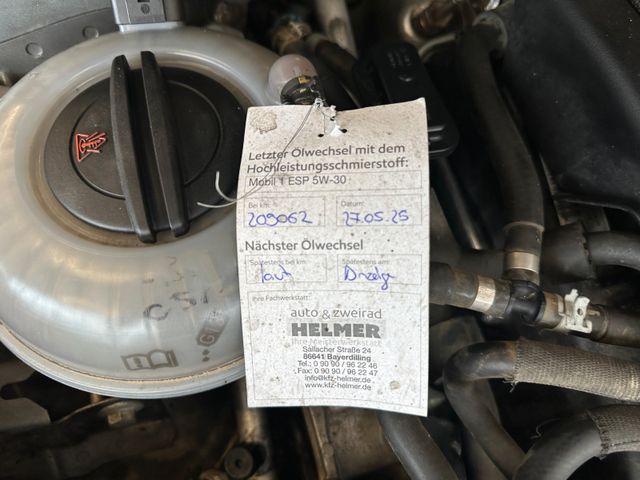 Letzter Ölwechsel mit dem
Hochleistungsschmierstoff:
Mobil 1 ESP 5W-30
Bei km: Datum:
209062 27.05.25
Nächster Ölwechsel
Spätestens bei km: Spätestens am:
laut Anzeige
Ihre Fachwerkstatt:
auto & zweirad
HELMER
Ihre Meisterwerkstatt
Sallacher Straße 24
86641 Bayerdilling
Tel.: 0 90 90 / 96 22 46
Fax: 0 90 90 / 96 22 47
info@kfz-helmer.de
www.kfz-helmer.de